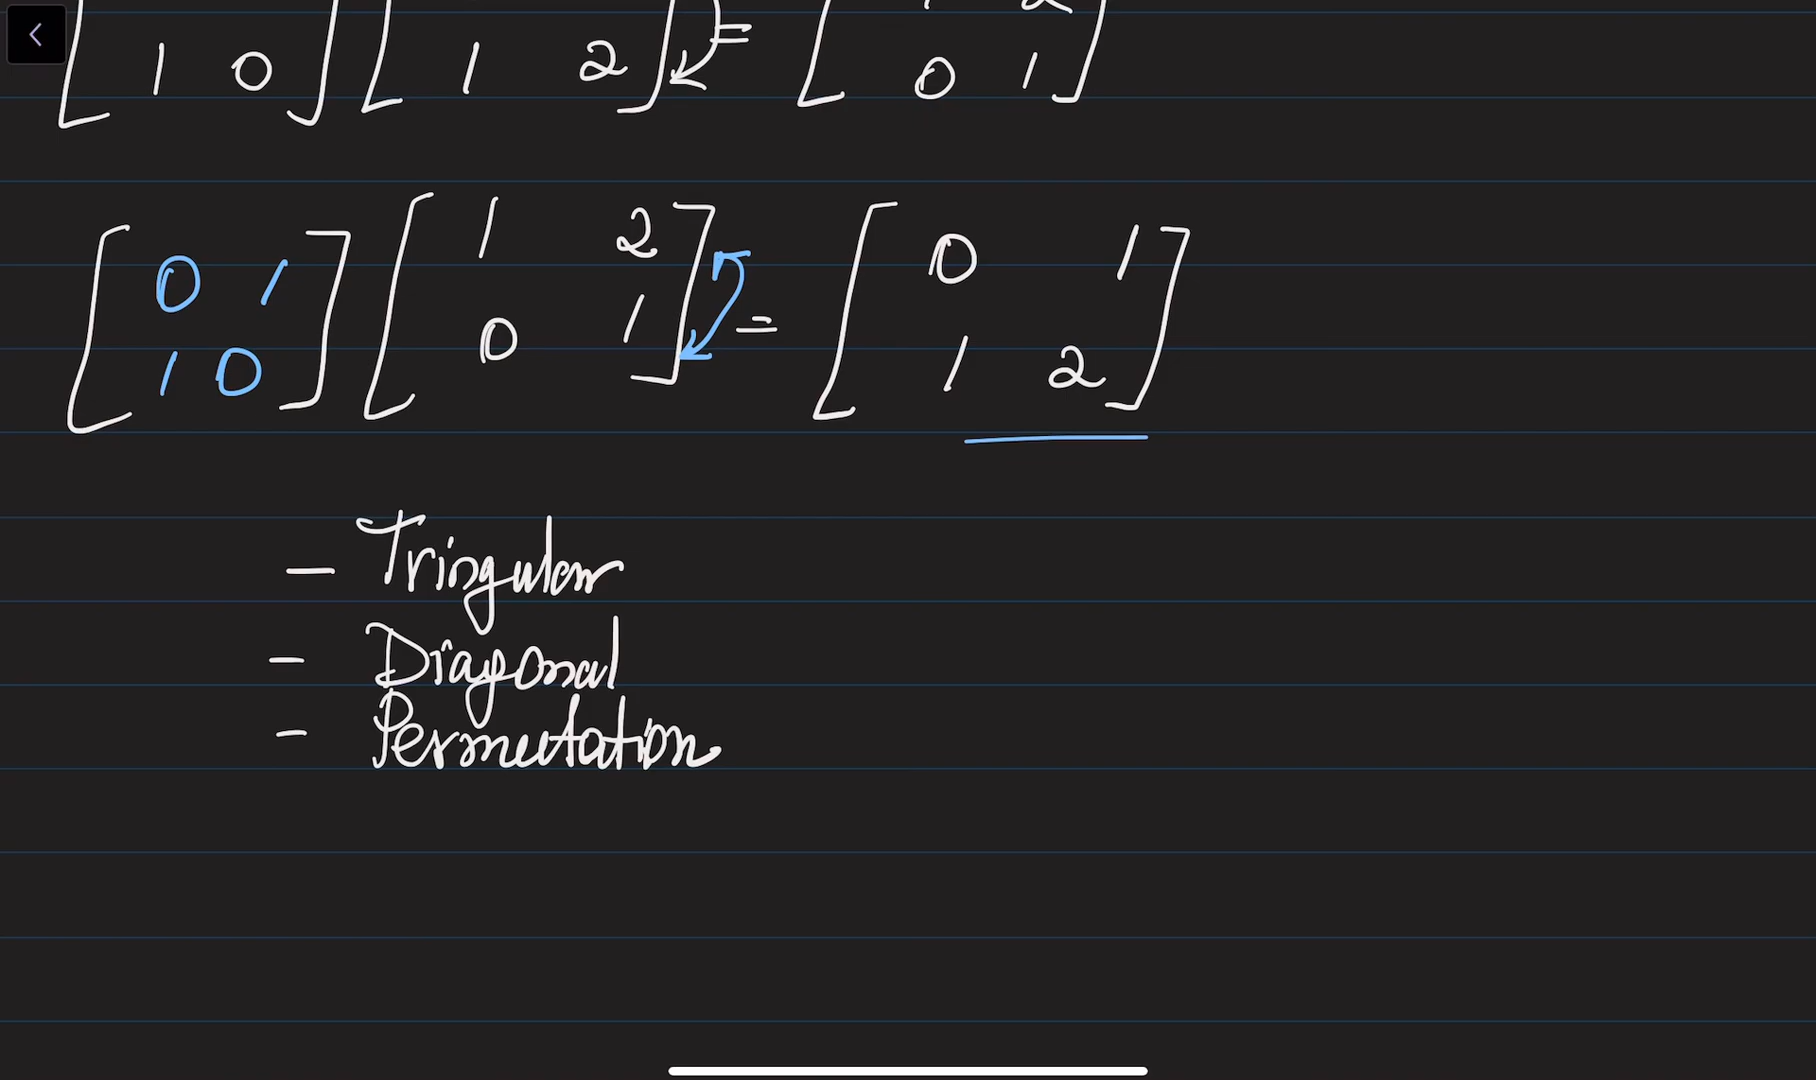 [ 1 0 ] [ 1 2 ] = [ 0 1 ]
[ 0 1 ] [ 1 2 ] = [ 0 1 ]
[ 1 0 ] [ 0 1 ] [ 1 2 ]
- Tringular
- Diagonal
- Permutation